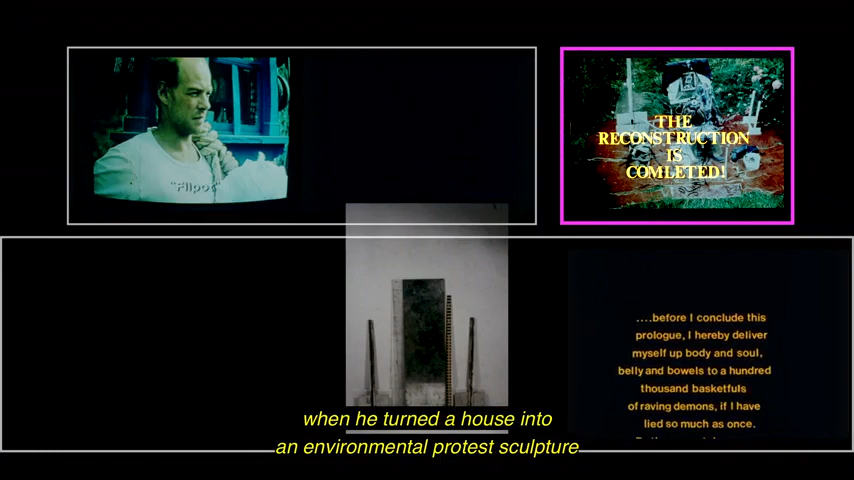 "Flipot"
THE
RECONSTRUCTION
IS
COMLETED!
....before I conclude this
prologue, I hereby deliver
myself up body and soul,
belly and bowels to a hundred
thousand basketfuls
of raving demons, if I have
lied so much as once.
when he turned a house into
an environmental protest sculpture